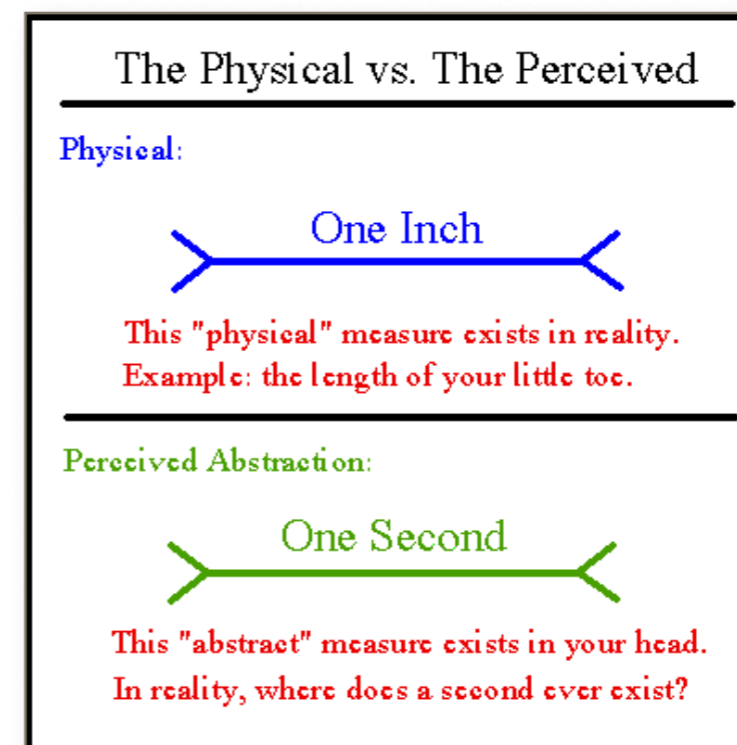 The Physical vs. The Perceived
Physical:
One Inch
This "physical" measure exists in reality.
Example: the length of your little toe.
Perceived Abstraction:
One Second
This "abstract" measure exists in your head.
In reality, where does a second ever exist?